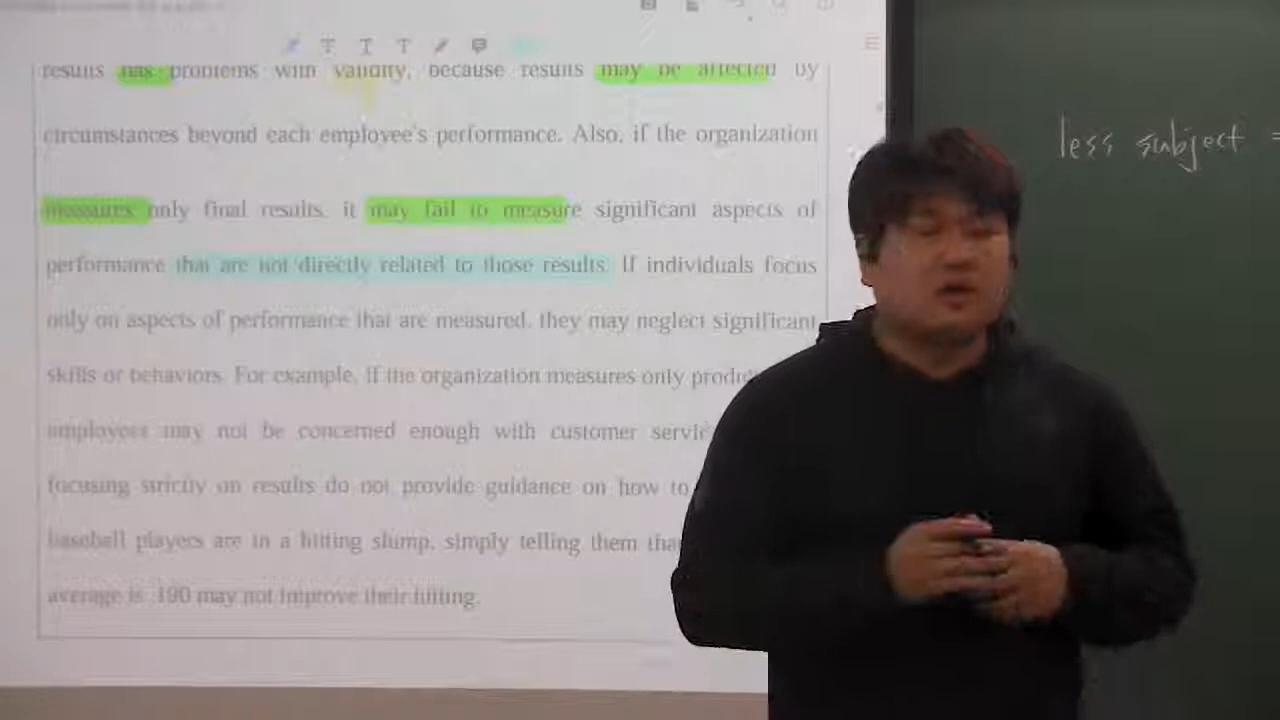 results has problems with validity, because results may be affected by
circumstances beyond each employee's performance. Also, if the organization
measures only final results, it may fail to measure significant aspects of
performance that are not directly related to those results. If individuals focus
only on aspects of performance that are measured, they may neglect significant
skills or behaviors. For example, if the organization measures only
employees may not be concerned enough with customer
focusing strictly on results do not provide guidance on how to
baseball players are in a hitting slump, simply telling them
average is .190 may not improve their hitting.
less subject =